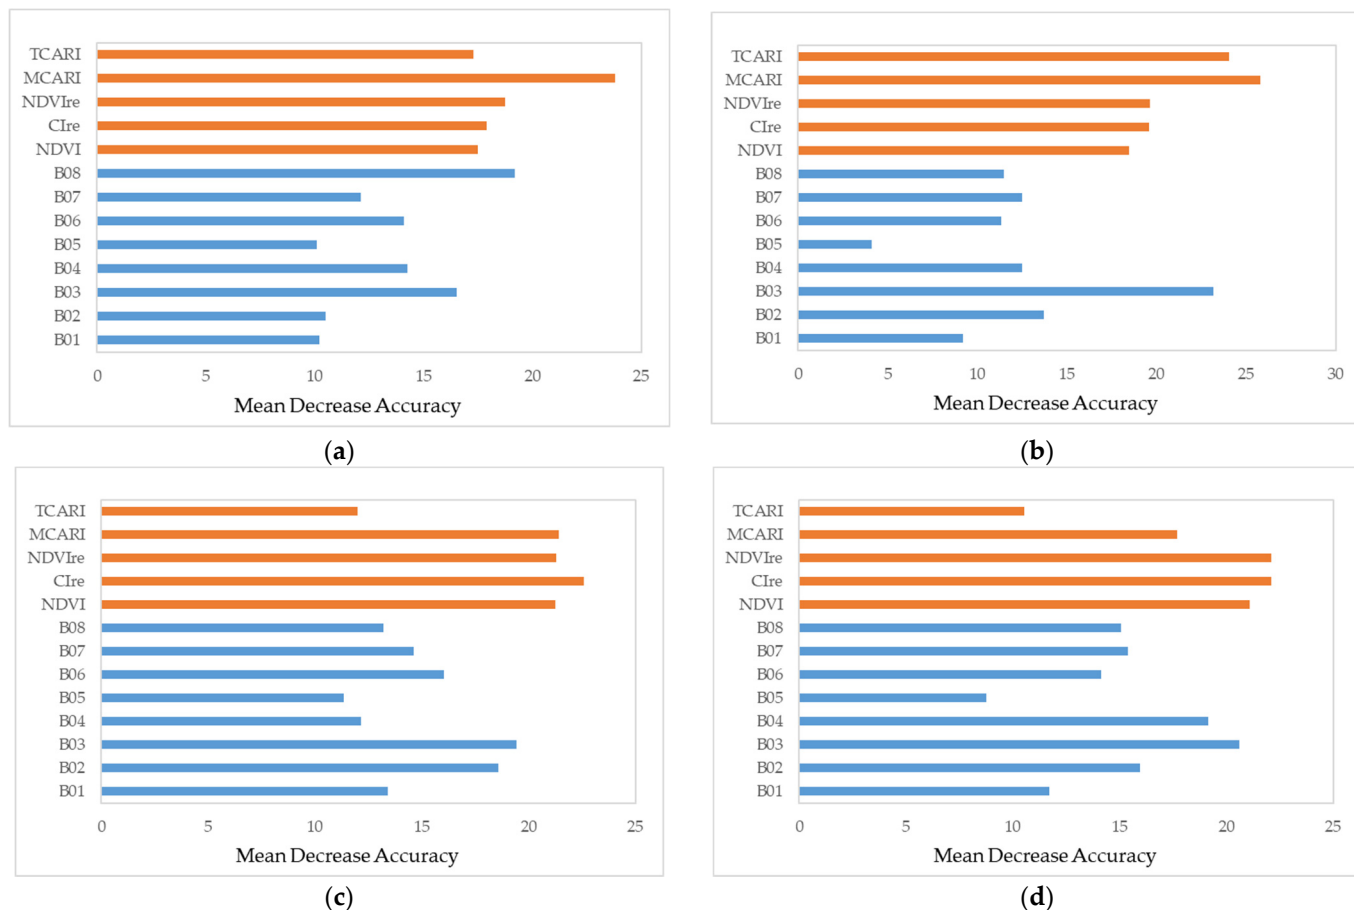 TCARI
MCARI
NDVIre
CIre
NDVI
B08
B07
B06
B05
B04
B03
B02
B01
0 5 10 15 20 25
Mean Decrease Accuracy
(a)
TCARI
MCARI
NDVIre
CIre
NDVI
B08
B07
B06
B05
B04
B03
B02
B01
0 5 10 15 20 25 30
Mean Decrease Accuracy
(b)
TCARI
MCARI
NDVIre
CIre
NDVI
B08
B07
B06
B05
B04
B03
B02
B01
0 5 10 15 20 25
Mean Decrease Accuracy
(c)
TCARI
MCARI
NDVIre
CIre
NDVI
B08
B07
B06
B05
B04
B03
B02
B01
0 5 10 15 20 25
Mean Decrease Accuracy
(d)